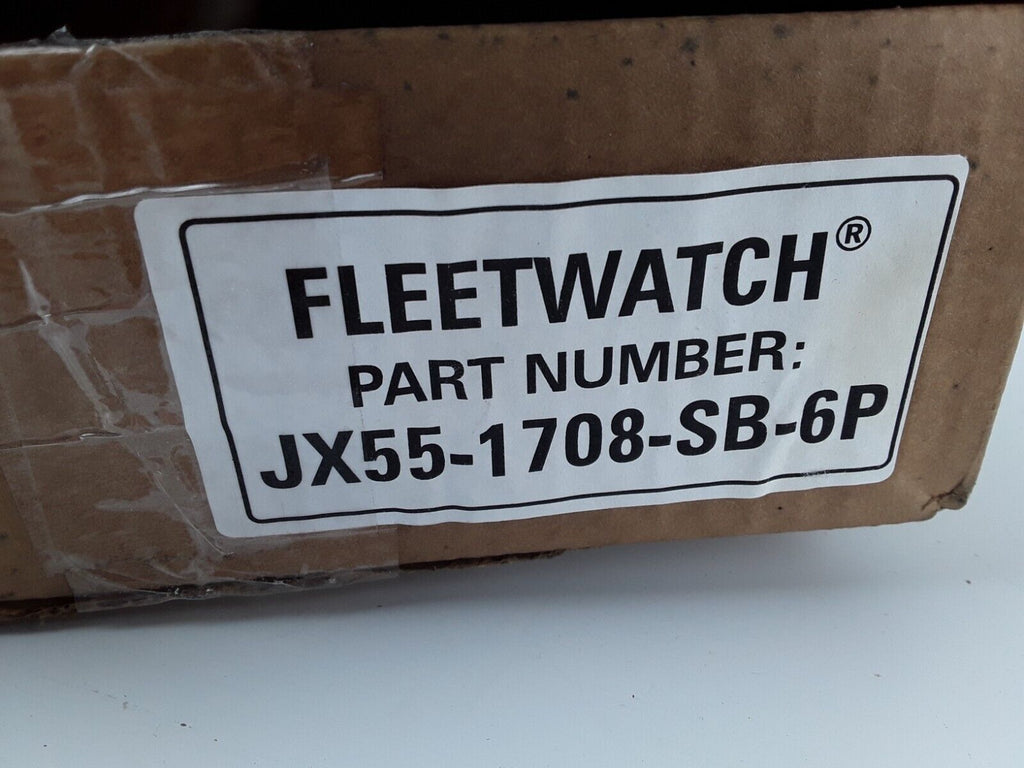 FLEETWATCH®
PART NUMBER:
JX55-1708-SB-6P